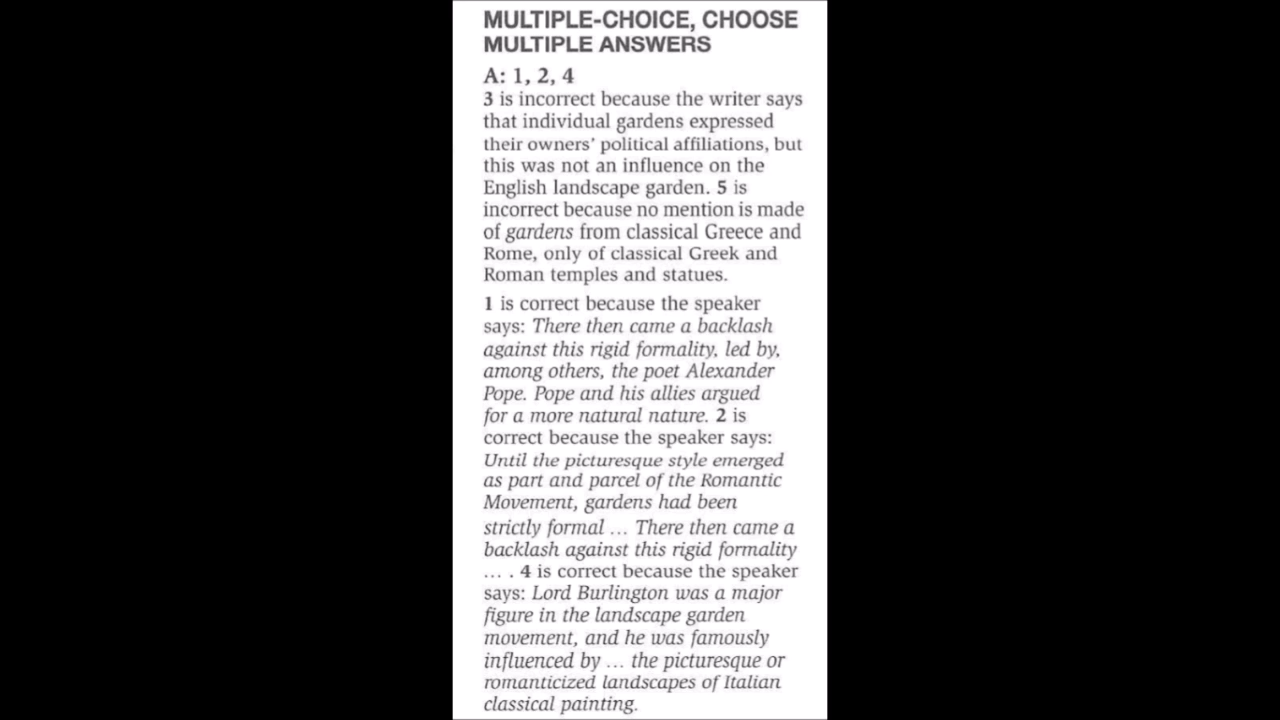 MULTIPLE-CHOICE, CHOOSE
MULTIPLE ANSWERS
A: 1, 2, 4
3 is incorrect because the writer says
that individual gardens expressed
their owners' political affiliations, but
this was not an influence on the
English landscape garden. 5 is
incorrect because no mention is made
of gardens from classical Greece and
Rome, only of classical Greek and
Roman temples and statues.
1 is correct because the speaker
says: There then came a backlash
against this rigid formality, led by,
among others, the poet Alexander
Pope. Pope and his allies argued
for a more natural nature. 2 is
correct because the speaker says:
Until the picturesque style emerged
as part and parcel of the Romantic
Movement, gardens had been
strictly formal ... There then came a
backlash against this rigid formality
... . 4 is correct because the speaker
says: Lord Burlington was a major
figure in the landscape garden
movement, and he was famously
influenced by ... the picturesque or
romanticized landscapes of Italian
classical painting.